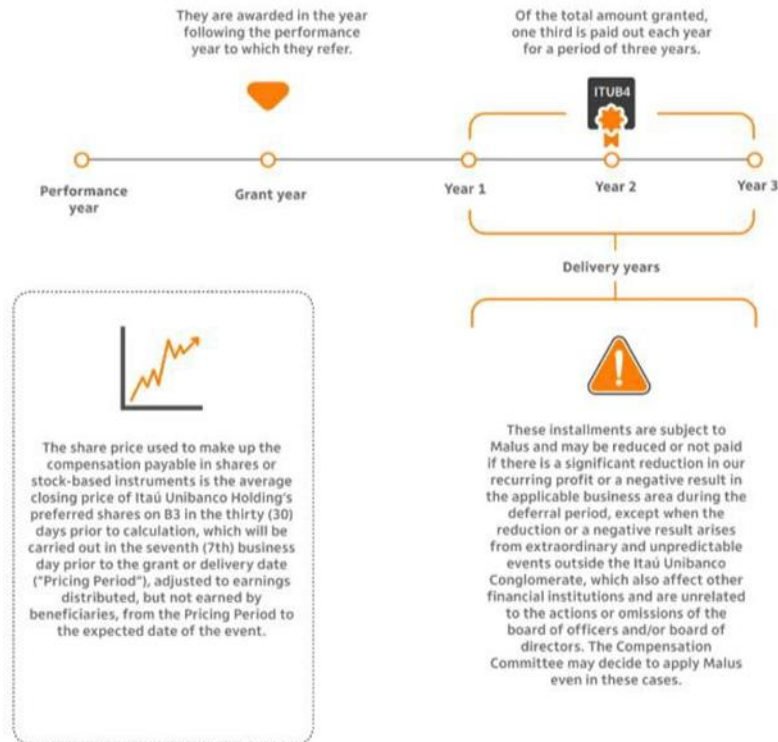 They are awarded in the year
following the performance
year to which they refer.
Of the total amount granted,
one third is paid out each year
for a period of three years.
ITUB4
Performance
year
Grant year
Year 1
Year 2
Year 3
Delivery years
The share price used to make up the
compensation payable in shares or
stock-based instruments is the average
closing price of Itaú Unibanco Holding's
preferred shares on B3 in the thirty (30)
days prior to calculation, which will be
carried out in the seventh (7th) business
day prior to the grant or delivery date
("Pricing Period"), adjusted to earnings
distributed, but not earned by
beneficiaries, from the Pricing Period to
the expected date of the event.
These installments are subject to
Malus and may be reduced or not paid
if there is a significant reduction in our
recurring profit or a negative result in
the applicable business area during the
deferral period, except when the
reduction or a negative result arises
from extraordinary and unpredictable
events outside the Itaú Unibanco
Conglomerate, which also affect other
financial institutions and are unrelated
to the actions or omissions of the
board of officers and/or board of
directors. The Compensation
Committee may decide to apply Malus
even in these cases.